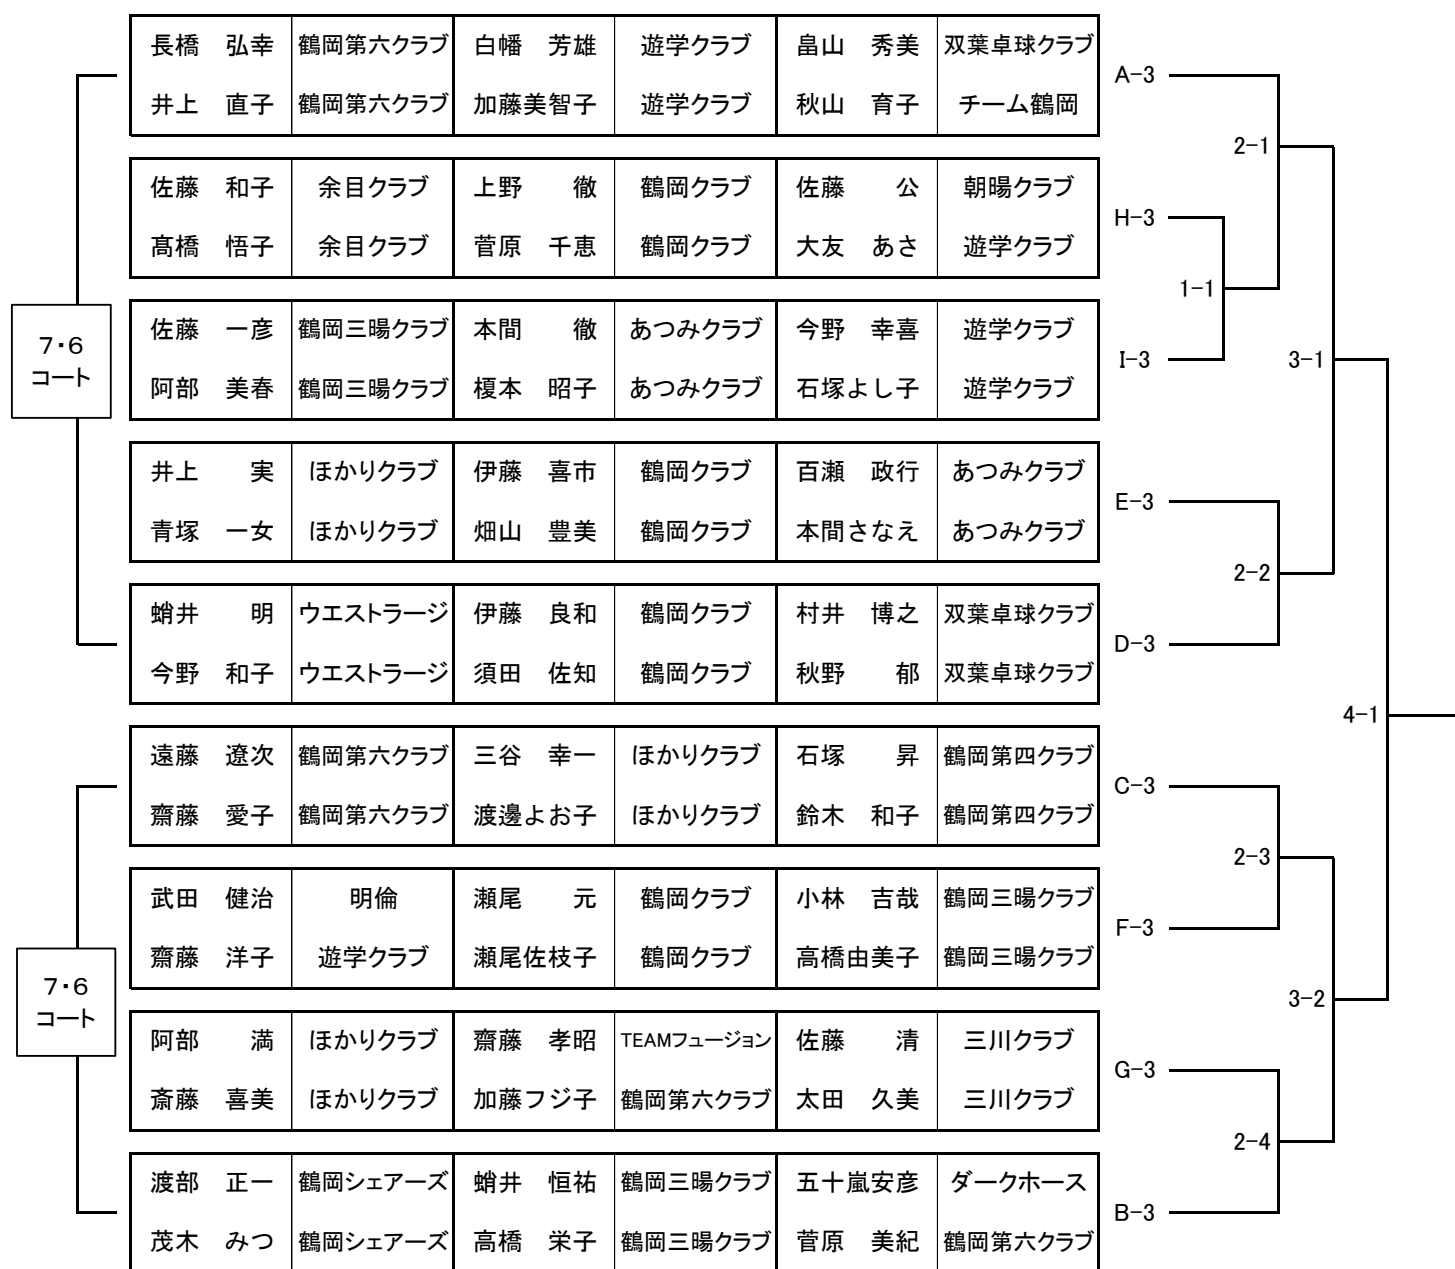 長橋　弘幸 鶴岡第六クラブ 白幡　芳雄 遊学クラブ 畠山　秀美 双葉卓球クラブ
A-3
井上　直子 鶴岡第六クラブ 加藤美智子 遊学クラブ 秋山　育子 チーム鶴岡
2-1
佐藤　和子 余目クラブ 上野　　徹 鶴岡クラブ 佐藤　　公 朝暘クラブ
H-3
髙橋　悟子 余目クラブ 菅原　千恵 鶴岡クラブ 大友　あさ 遊学クラブ
1-1
佐藤　一彦 鶴岡三暘クラブ 本間　　徹 あつみクラブ 今野　幸喜 遊学クラブ
7・6
コート
I-3
3-1
阿部　美春 鶴岡三暘クラブ 榎本　昭子 あつみクラブ 石塚よし子 遊学クラブ
井上　　実 ほかりクラブ 伊藤　喜市 鶴岡クラブ 百瀬　政行 あつみクラブ
E-3
青塚　一女 ほかりクラブ 畑山　豊美 鶴岡クラブ 本間さなえ あつみクラブ
2-2
蛸井　　明 ウエストラージ 伊藤　良和 鶴岡クラブ 村井　博之 双葉卓球クラブ
D-3
今野　和子 ウエストラージ 須田　佐知 鶴岡クラブ 秋野　　郁 双葉卓球クラブ
4-1
遠藤　遼次 鶴岡第六クラブ 三谷　幸一 ほかりクラブ 石塚　　昇 鶴岡第四クラブ
C-3
齋藤　愛子 鶴岡第六クラブ 渡邊よお子 ほかりクラブ 鈴木　和子 鶴岡第四クラブ
2-3
武田　健治 明倫 瀬尾　　元 鶴岡クラブ 小林　吉哉 鶴岡三暘クラブ
F-3
齋藤　洋子 遊学クラブ 瀬尾佐枝子 鶴岡クラブ 高橋由美子 鶴岡三暘クラブ
7・6
コート
3-2
阿部　　満 ほかりクラブ 齋藤　孝昭 TEAMフュージョン 佐藤　　清 三川クラブ
G-3
斎藤　喜美 ほかりクラブ 加藤フジ子 鶴岡第六クラブ 太田　久美 三川クラブ
2-4
渡部　正一 鶴岡シェアーズ 蛸井　恒祐 鶴岡三暘クラブ 五十嵐安彦 ダークホース
B-3
茂木　みつ 鶴岡シェアーズ 高橋　栄子 鶴岡三暘クラブ 菅原　美紀 鶴岡第六クラブ